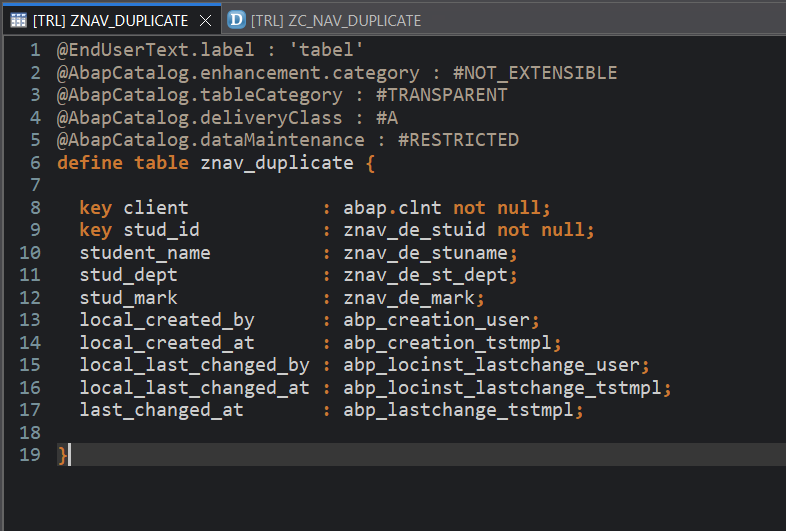 [TRL] ZNAV_DUPLICATE [TRL] ZC_NAV_DUPLICATE
1 @EndUserText.label : 'tabel'
2 @AbapCatalog.enhancement.category : #NOT_EXTENSIBLE
3 @AbapCatalog.tableCategory : #TRANSPARENT
4 @AbapCatalog.deliveryClass : #A
5 @AbapCatalog.dataMaintenance : #RESTRICTED
6 define table znav_duplicate {
7
8 key client : abap.clnt not null;
9 key stud_id : znav_de_stuid not null;
10 student_name : znav_de_stuname;
11 stud_dept : znav_de_st_dept;
12 stud_mark : znav_de_mark;
13 local_created_by : abp_creation_user;
14 local_created_at : abp_creation_tstmpl;
15 local_last_changed_by : abp_locinst_lastchange_user;
16 local_last_changed_at : abp_locinst_lastchange_tstmpl;
17 last_changed_at : abp_lastchange_tstmpl;
18
19 }